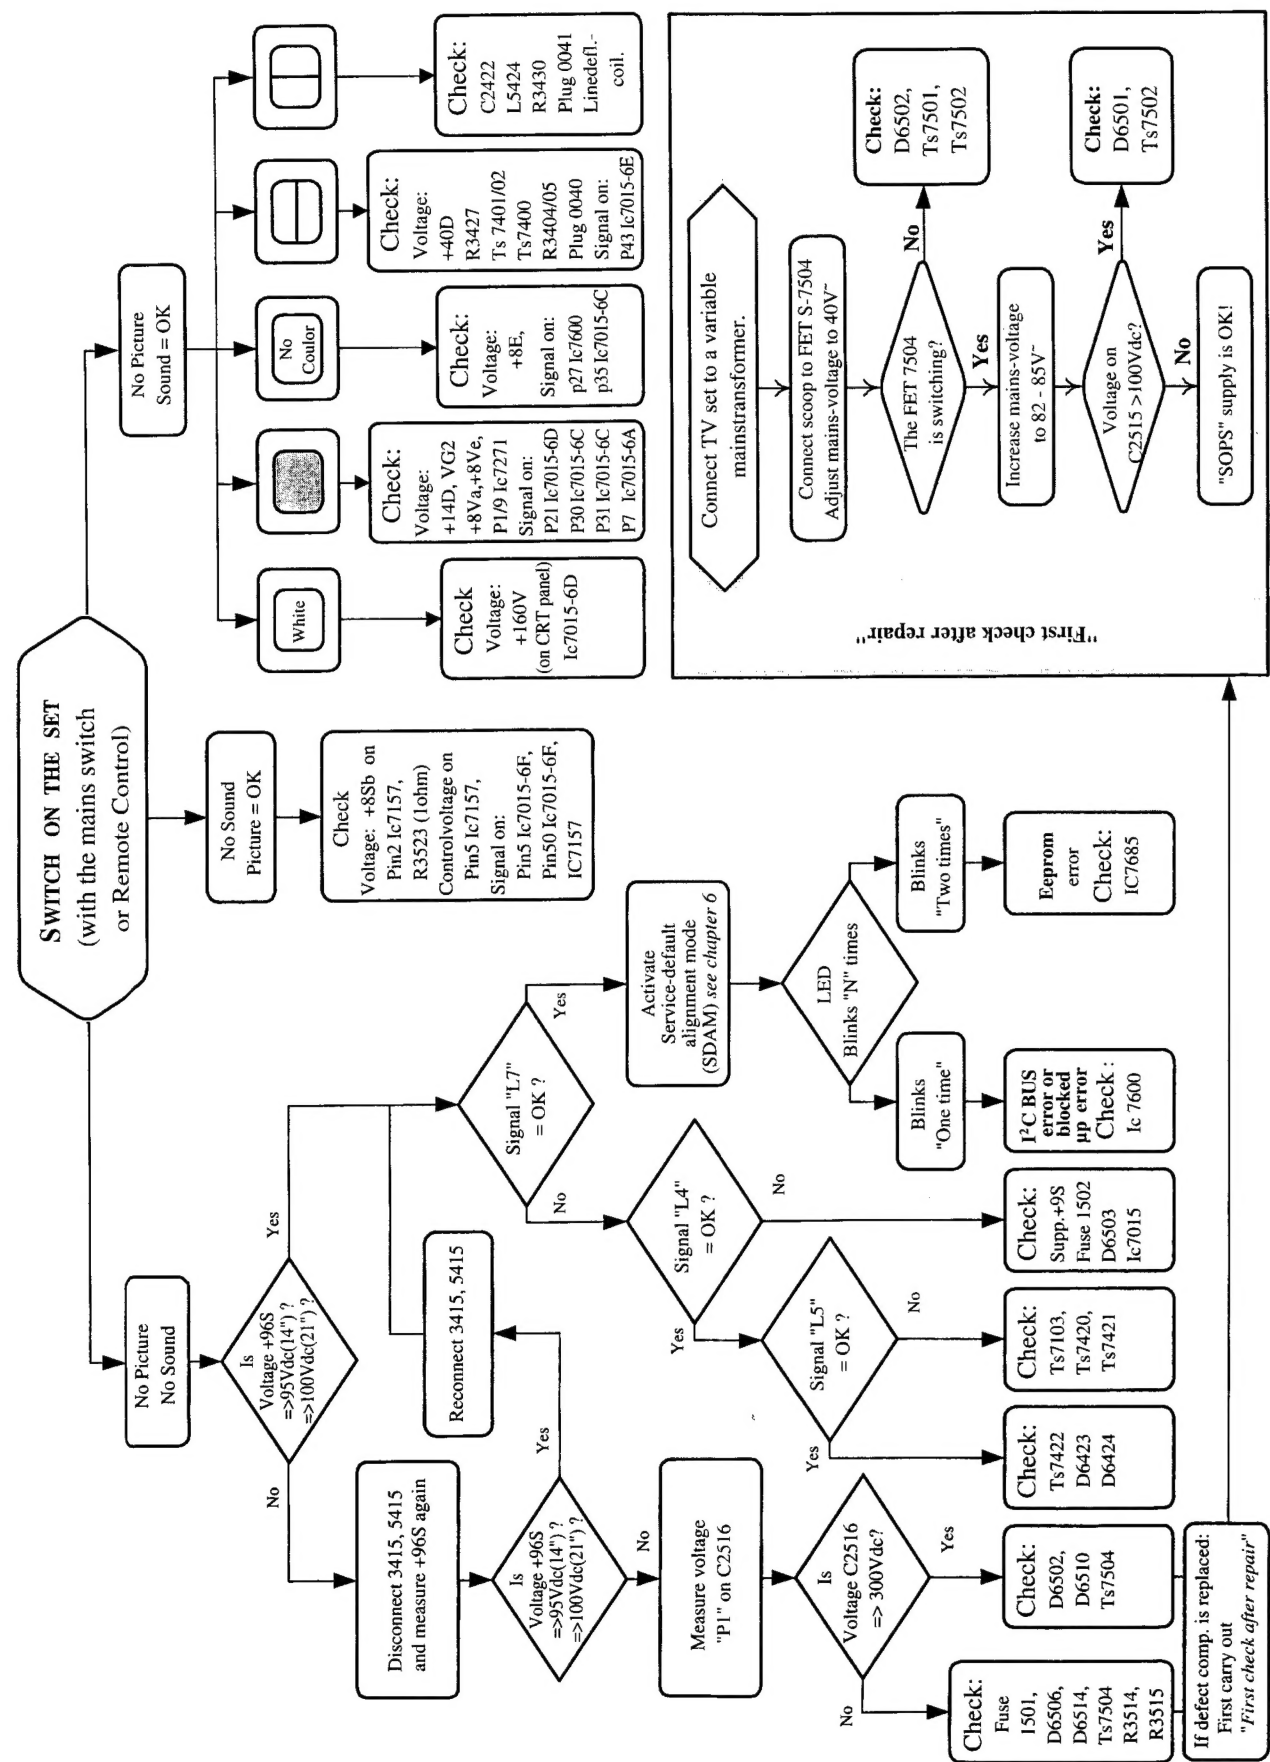 SWITCH ON THE SET
(with the mains switch
or Remote Control)
No Picture
No Sound
Is
Voltage +96S
=>95Vdc(14") ?
=>100Vdc(21") ?
No
Yes
Disconnect 3415, 5415
and measure +96S again
Is
Voltage +96S
=>95Vdc(14") ?
=>100Vdc(21") ?
Yes
No
Reconnect 3415, 5415
Measure voltage
"P1" on C2516
Is
Voltage C2516
=> 300Vdc?
No
Yes
Check:
Fuse
1501,
D6506,
D6514,
Ts7504
R3514,
R3515
Check:
D6502,
D6510
Ts7504
If defect comp. is replaced:
First carry out
"First check after repair"
Signal "L7"
= OK ?
No
Yes
Signal "L4"
= OK ?
Yes
No
Signal "L5"
= OK ?
Yes
No
Check:
Ts7422
D6423
D6424
Check:
Ts7103,
Ts7420,
Ts7421
Check:
Supp.+9S
Fuse 1502
D6503
Ic7015
Activate
Service-default
alignment mode
(SDAM) see chapter 6
LED
Blinks "N" times
Blinks
"One time"
Blinks
"Two times"
I²C BUS
error or
blocked
µp error
Check :
Ic 7600
Eeprom
error
Check:
IC7685
No Sound
Picture = OK
Check
Voltage: +8Sb on
Pin2 Ic7157,
R3523 (1ohm)
Controlvoltage on
Pin5 Ic7157,
Signal on:
Pin5 Ic7015-6F,
Pin50 Ic7015-6F,
IC7157
No Picture
Sound = OK
White
No
Coulor
Check
Voltage:
+160V
(on CRT panel)
Ic7015-6D
Check:
Voltage:
+14D, VG2
+8Va,+8Ve,
P1/9 Ic7271
Signal on:
P21 Ic7015-6D
P30 Ic7015-6C
P31 Ic7015-6C
P7 Ic7015-6A
Check:
Voltage:
+8E,
Signal on:
p27 Ic7600
p35 Ic7015-6C
Check:
Voltage:
+40D
R3427
Ts 7401/02
Ts7400
R3404/05
Plug 0040
Signal on:
P43 Ic7015-6E
Check:
C2422
L5424
R3430
Plug 0041
Linedefl.-
coil.
"First check after repair"
Connect TV set to a variable
mainstransformer.
Connect scoop to FET S-7504
Adjust mains-voltage to 40V~
The FET 7504
is switching?
No
Check:
D6502,
Ts7501,
Ts7502
Yes
Increase mains-voltage
to 82 - 85V~
Voltage on
C2515 >100Vdc?
Yes
Check:
D6501,
Ts7502
No
"SOPS" supply is OK!